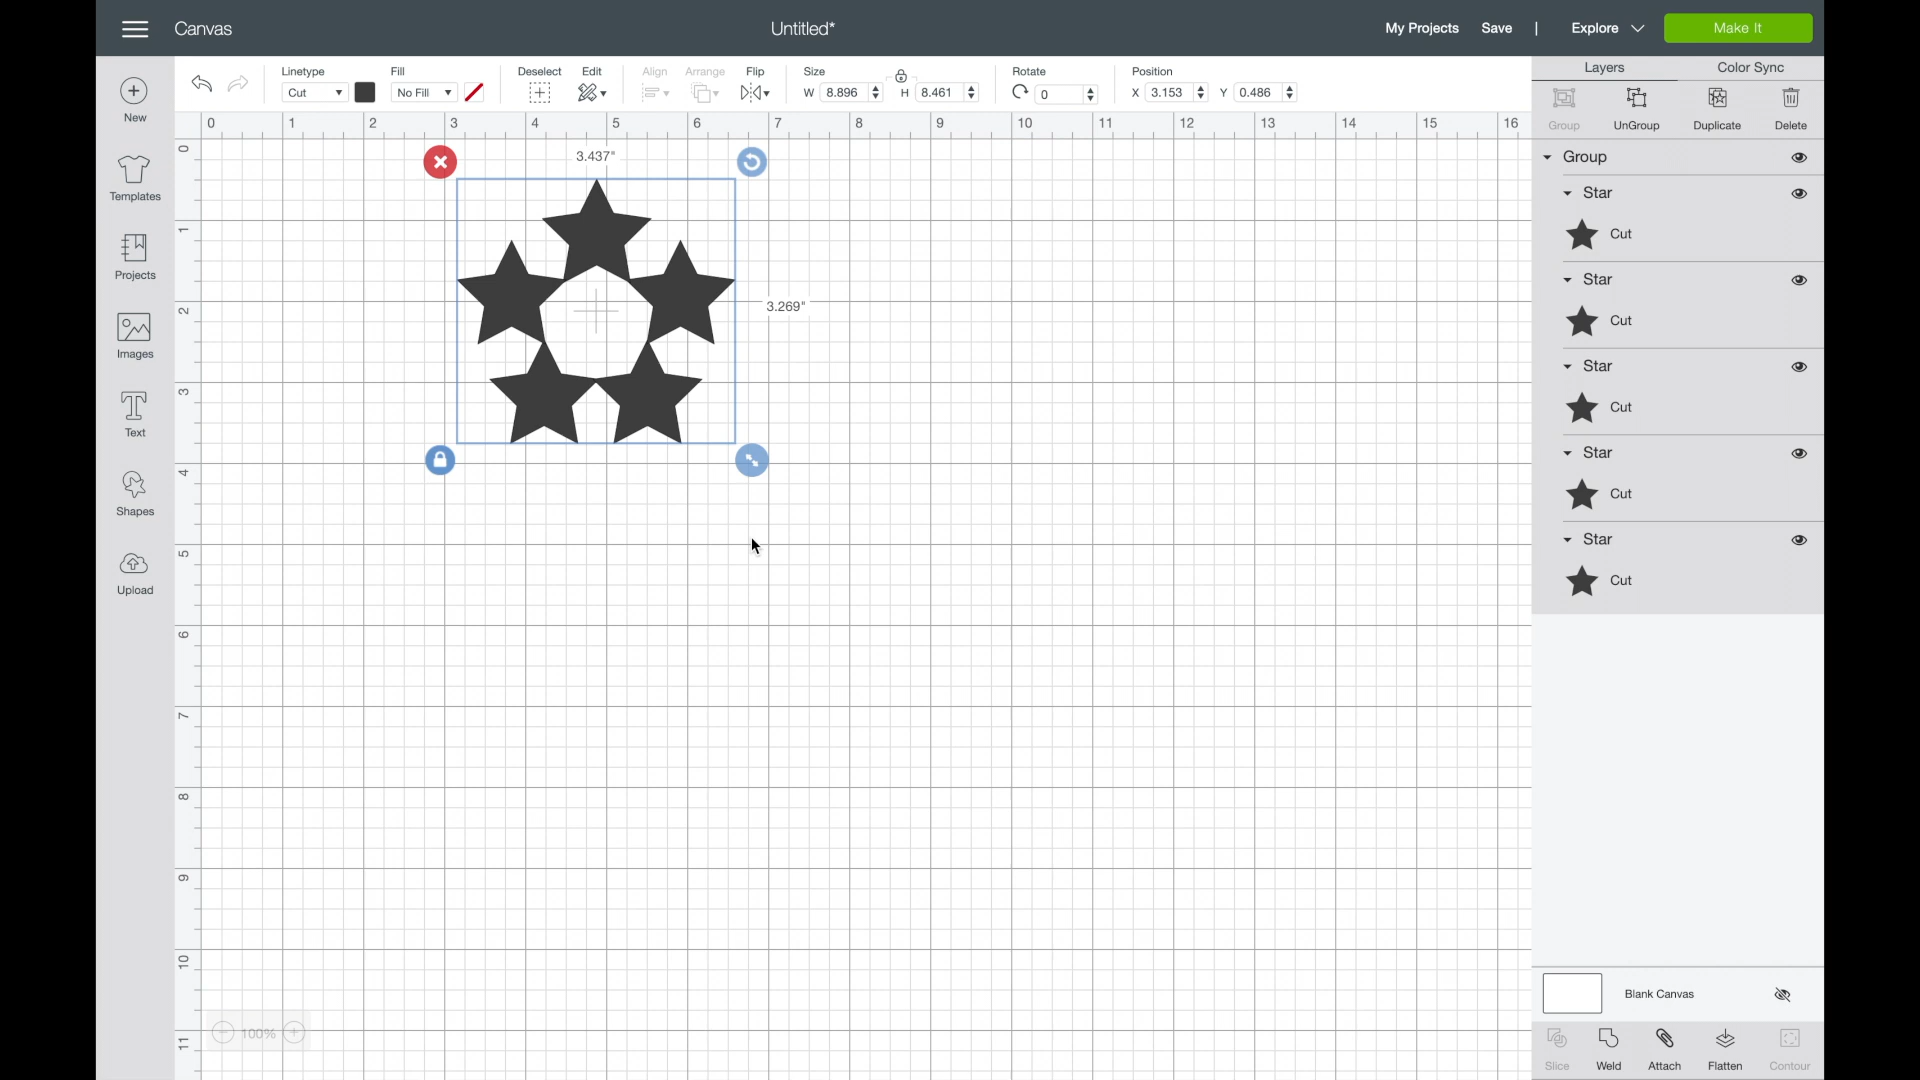 Canvas
Untitled*
My Projects
Save
|
Explore
Make It
New
Templates
Projects
Images
Text
Shapes
Upload
Linetype
Cut
Fill
No Fill
Deselect
Edit
Align
Arrange
Flip
Size
W 8.896
H 8.461
Rotate
0
Position
X 3.153
Y 0.486
0 1 2 3 4 5 6 7 8 9 10 11 12 13 14 15 16
0
1
2
3
4
5
6
7
8
9
10
11
3.437"
3.269"
100%
Layers
Color Sync
Group
UnGroup
Duplicate
Delete
Group
Star
Cut
Star
Cut
Star
Cut
Star
Cut
Star
Cut
Blank Canvas
Slice
Weld
Attach
Flatten
Contour